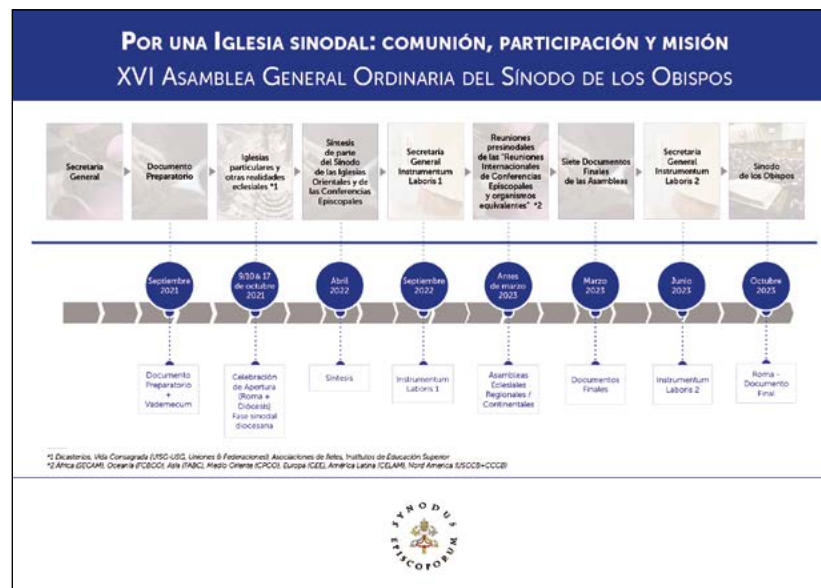 POR UNA IGLESIA SINODAL: COMUNIÓN, PARTICIPACIÓN Y MISIÓN
XVI ASAMBLEA GENERAL ORDINARIA DEL SÍNODO DE LOS OBISPOS
Secretaría
General
Documento
Preparatorio
Iglesias
particulares y
otras realidades
eclesiales *1
Síntesis
de parte
del Sínodo
de las Iglesias
Orientales y de
las Conferencias
Episcopales
Secretaría
General
Instrumentum
Laboris 1
Reuniones
presinodales
de las "Reuniones
Internacionales
de Conferencias
Episcopales
y organismos
equivalentes" *2
Siete Documentos
Finales
de las Asambleas
Secretaría
General
Instrumentum
Laboris 2
Sínodo
de los Obispos
Septiembre
2021
9/10 & 17
de octubre
2021
Abril
2022
Septiembre
2022
Antes
de marzo
2023
Marzo
2023
Junio
2023
Octubre
2023
Documento
Preparatorio
+
Vademecum
Celebración
de Apertura
(Roma +
Diócesis)
Fase sinodal
diocesana
Síntesis
Instrumentum
Laboris 1
Asambleas
Eclesiales
Regionales /
Continentales
Documentos
Finales
Instrumentum
Laboris 2
Roma -
Documento
Final
*1 Dicasterios, Vida Consagrada (UISG-USG, Uniones & Federaciones), Asociaciones de fieles, Institutos de Educación Superior
*2 África (SECAM), Oceanía (FCBCO), Asia (FABC), Medio Oriente (CPCO), Europa (CEE), América Latina (CELAM), Nord America (USCCB+CCCB)
SYNODUS
EPISCOPORUM